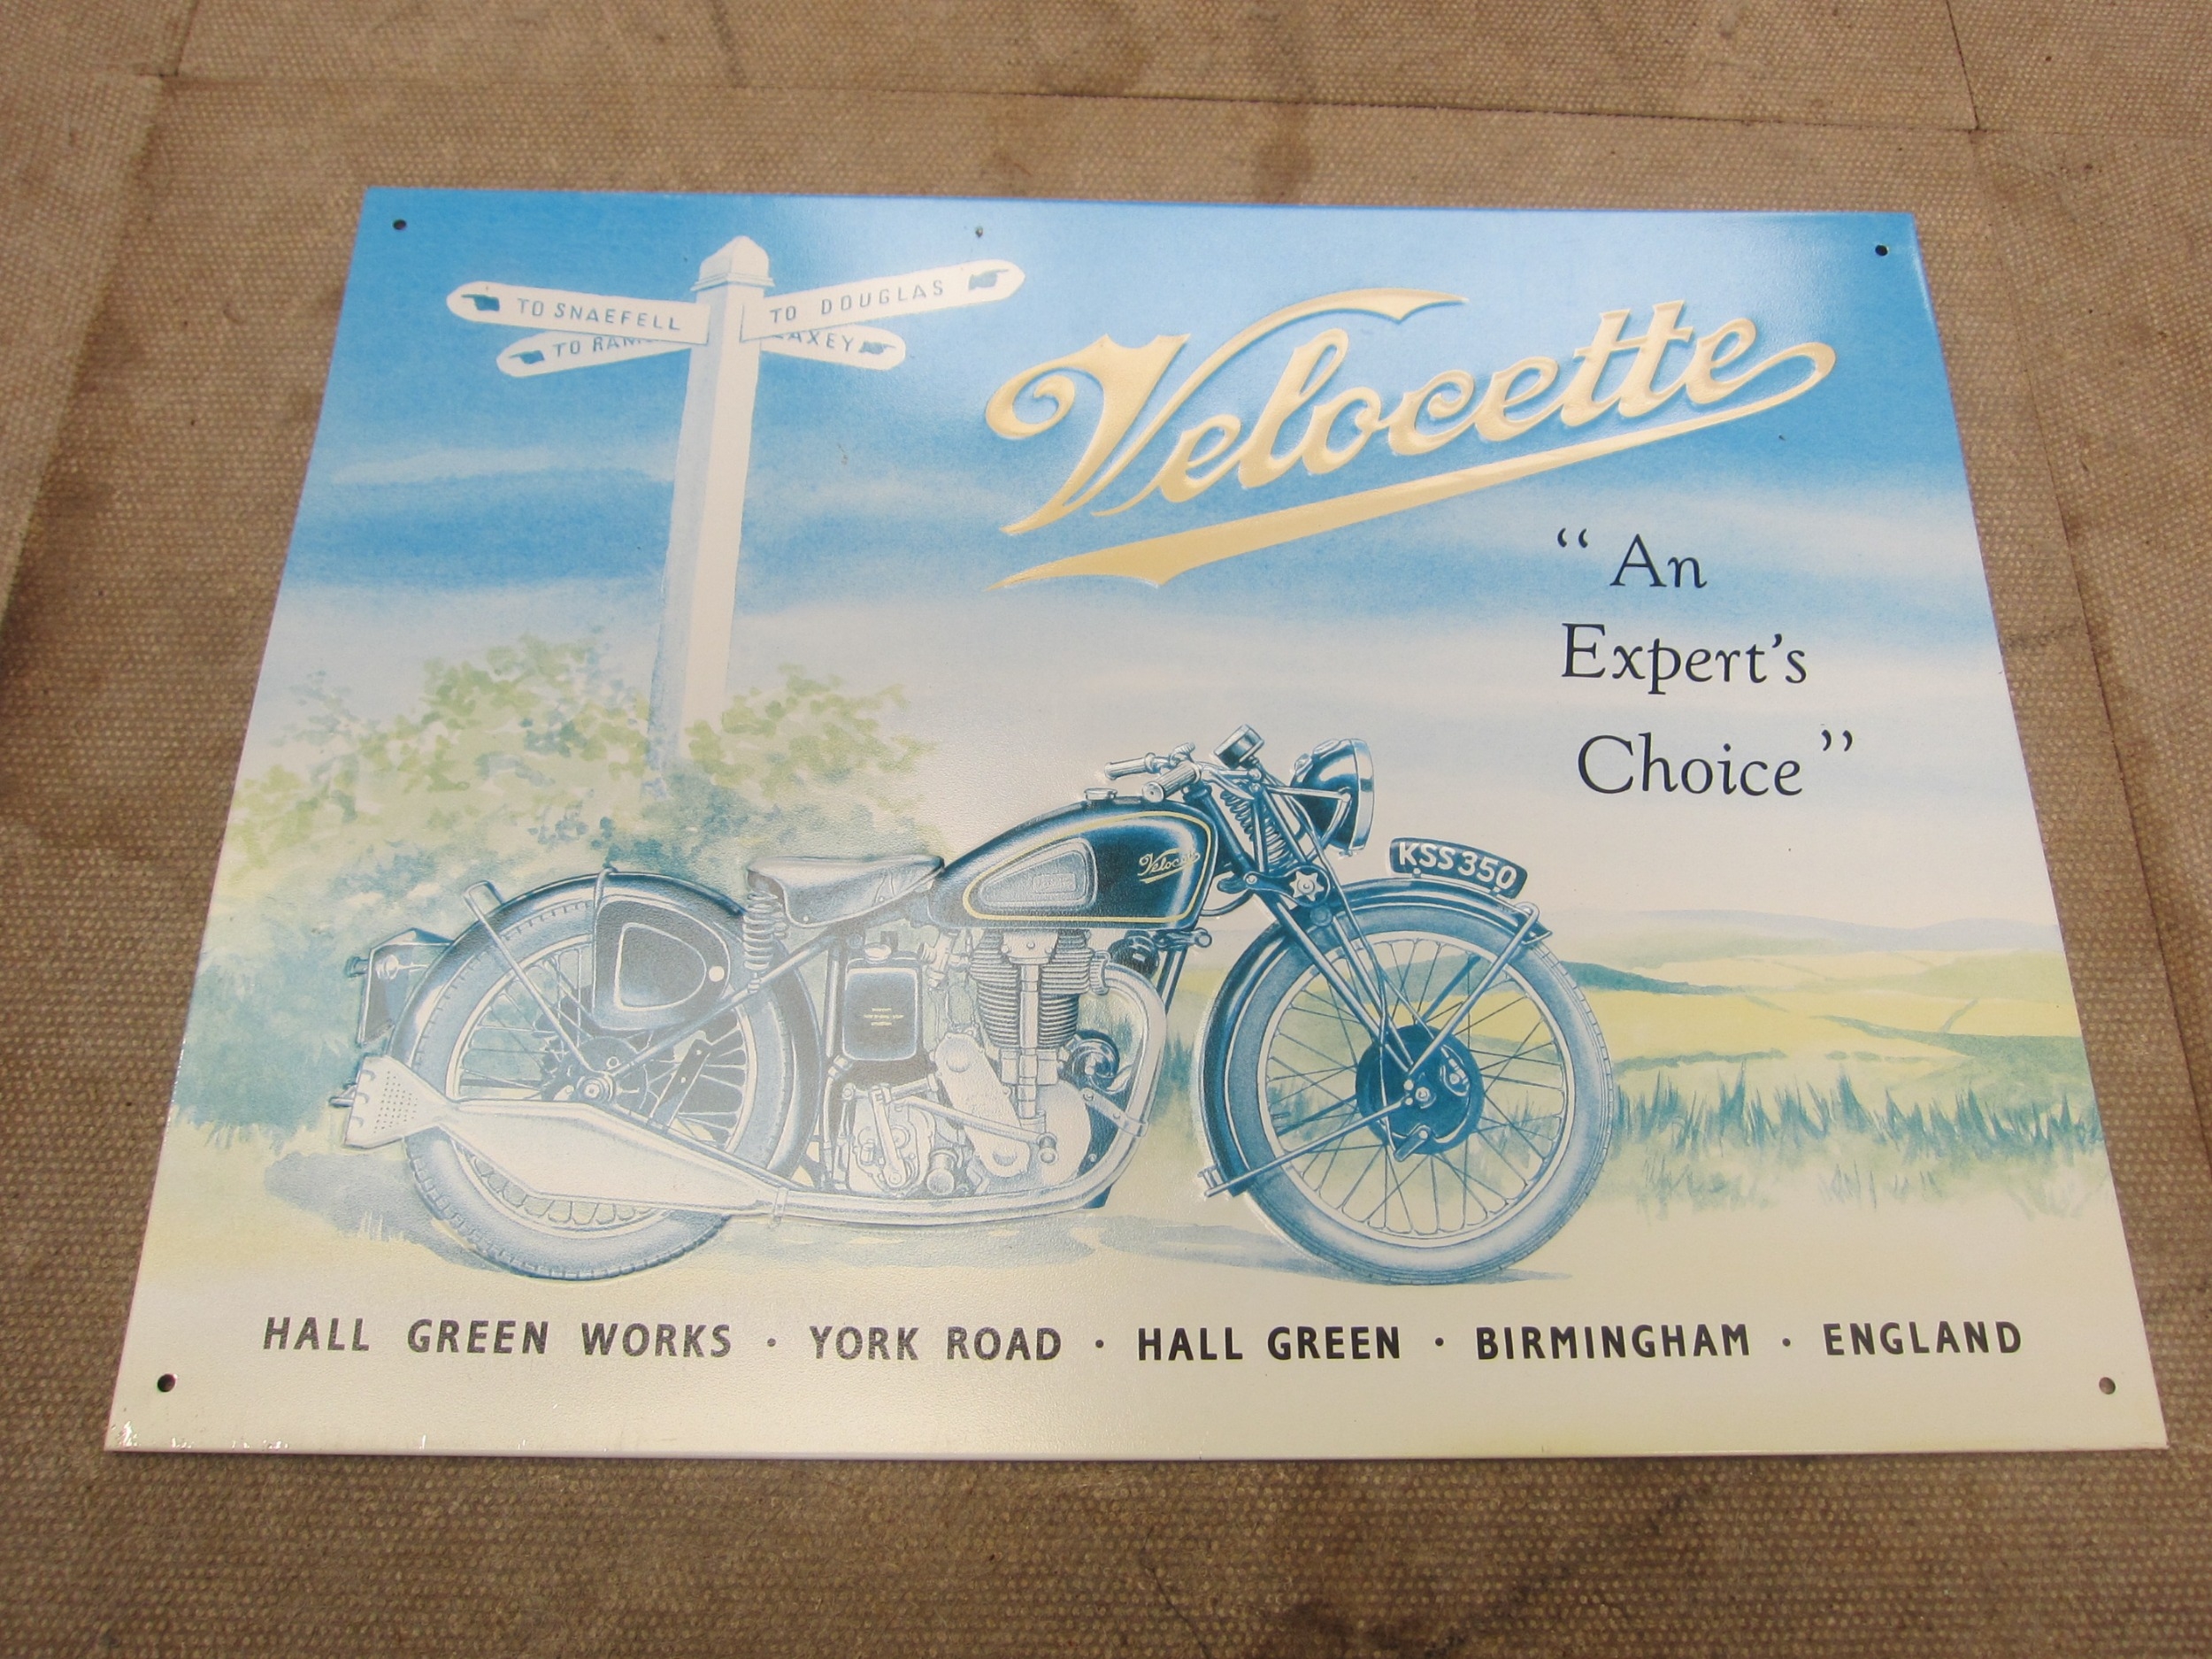 TO SNAEFELL
TO DOUGLAS
TO
Velocette
“ An
Expert's
Choice ”
KSS 350
Velocette
HALL GREEN WORKS · YORK ROAD · HALL GREEN · BIRMINGHAM · ENGLAND